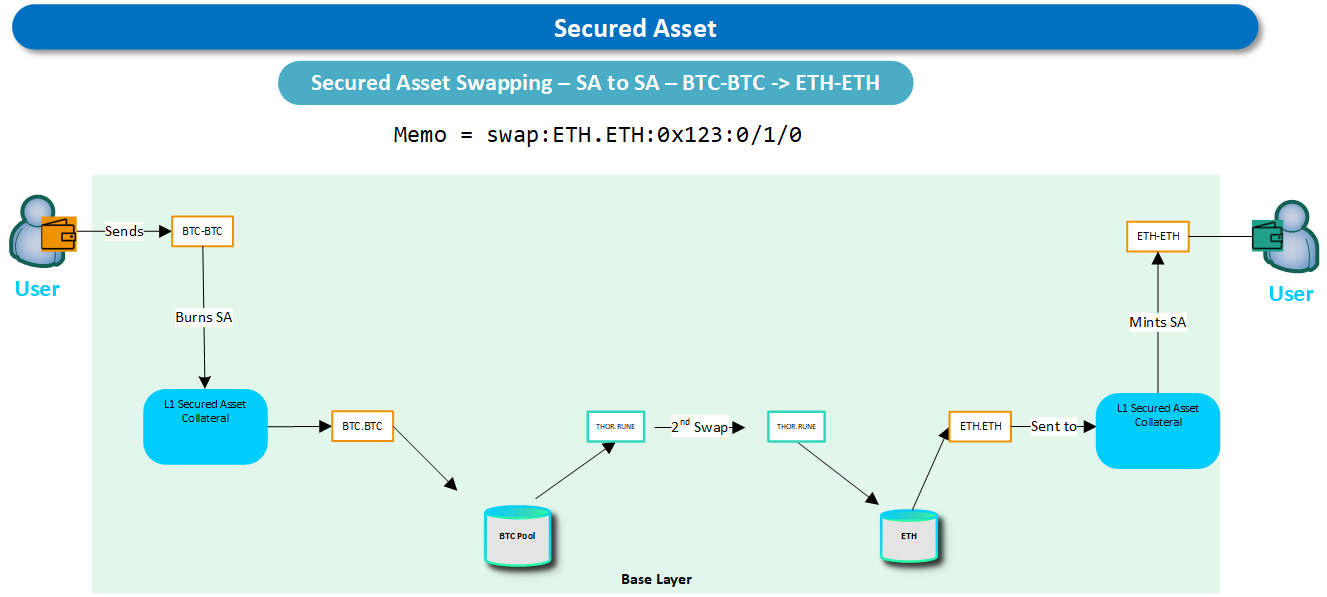 Secured Asset
Secured Asset Swapping – SA to SA – BTC-BTC -> ETH-ETH
Memo = swap:ETH.ETH:0x123:0/1/0
Sends
BTC-BTC
ETH-ETH
User
User
Burns SA
Mints SA
L1 Secured Asset
Collateral
L1 Secured Asset
Collateral
BTC.BTC
THOR.RUNE
2nd Swap
THOR.RUNE
ETH.ETH
Sent to
BTC Pool
ETH
Base Layer